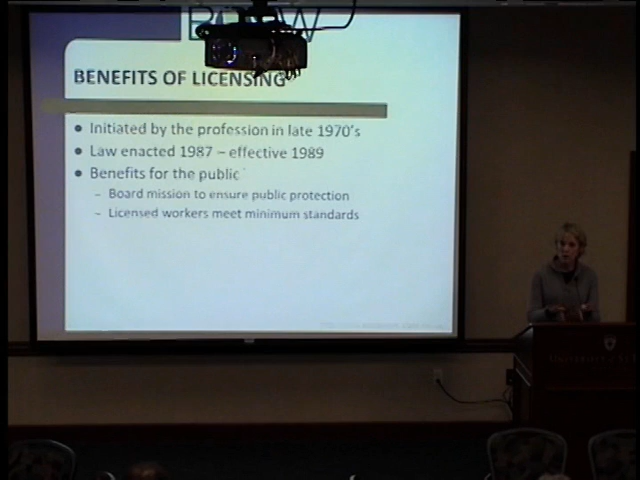 BENEFITS OF LICENSING
• Initiated by the profession in late 1970's
• Law enacted 1987 – effective 1989
• Benefits for the public
– Board mission to ensure public protection
– Licensed workers meet minimum standards